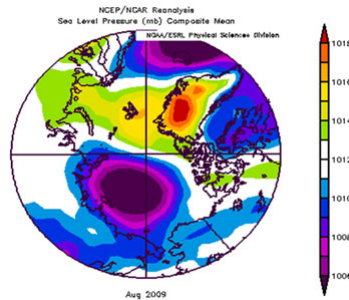 NCEP/NCAR Reanalysis
Sea Level Pressure (mb) Composite Mean
NOAA/ESRL Physical Sciences Division
1018
1016
1014
1012
1010
1008
1006
Aug 2009